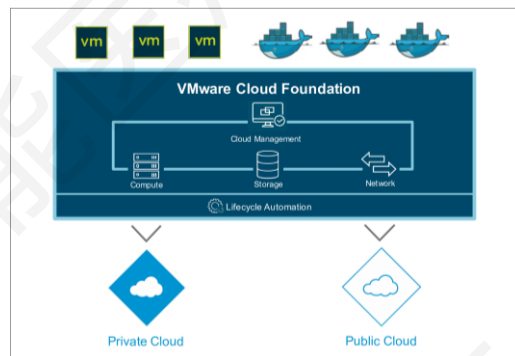 vm vm vm
VMware Cloud Foundation
Cloud Management
Compute Storage Network
Lifecycle Automation
Private Cloud Public Cloud